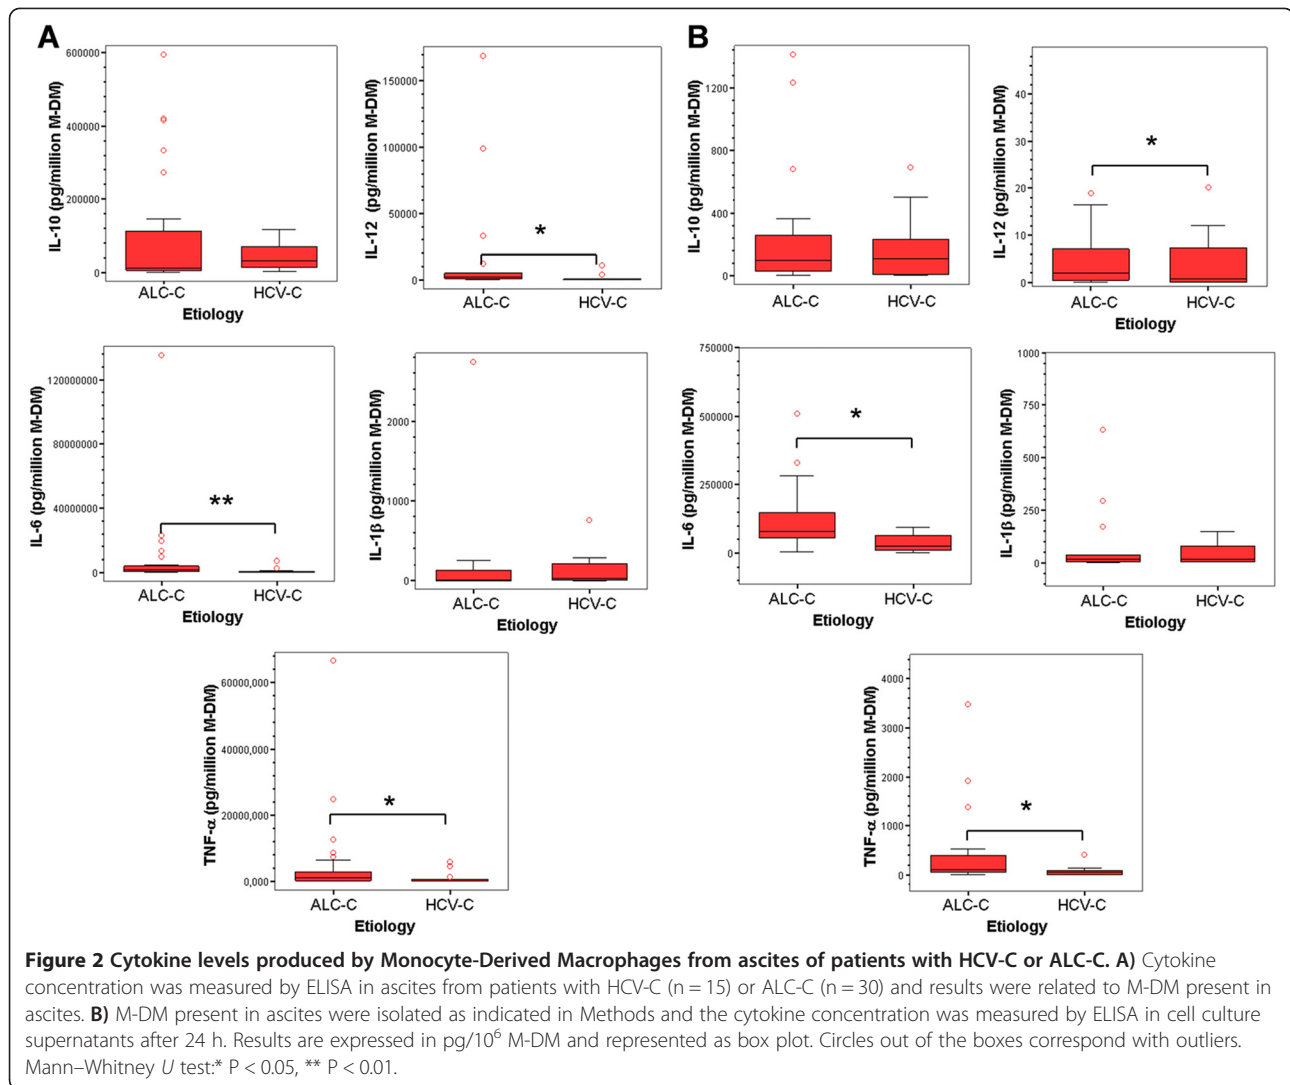 A
B
IL-10 (pg/million M-DM)
600000
400000
200000
0
ALC-C HCV-C
Etiology
IL-12 (pg/million M-DM)
150000
100000
50000
0
*
ALC-C HCV-C
Etiology
IL-10 (pg/million M-DM)
1200
800
400
0
ALC-C HCV-C
Etiology
IL-12 (pg/million M-DM)
40
30
20
10
0
*
ALC-C HCV-C
Etiology
IL-6 (pg/million M-DM)
120000000
80000000
40000000
0
**
ALC-C HCV-C
Etiology
IL-1β (pg/million M-DM)
2000
1000
0
ALC-C HCV-C
Etiology
IL-6 (pg/million M-DM)
750000
500000
250000
0
*
ALC-C HCV-C
Etiology
IL-1β (pg/million M-DM)
1000
750
500
250
0
ALC-C HCV-C
Etiology
TNF-α (pg/million M-DM)
60000,000
40000,000
20000,000
0,000
*
ALC-C HCV-C
Etiology
TNF-α (pg/million M-DM)
4000
3000
2000
1000
0
*
ALC-C HCV-C
Etiology
Figure 2 Cytokine levels produced by Monocyte-Derived Macrophages from ascites of patients with HCV-C or ALC-C. A) Cytokine
concentration was measured by ELISA in ascites from patients with HCV-C (n = 15) or ALC-C (n = 30) and results were related to M-DM present in
ascites. B) M-DM present in ascites were isolated as indicated in Methods and the cytokine concentration was measured by ELISA in cell culture
supernatants after 24 h. Results are expressed in pg/10⁶ M-DM and represented as box plot. Circles out of the boxes correspond with outliers.
Mann–Whitney U test:* P < 0.05, ** P < 0.01.